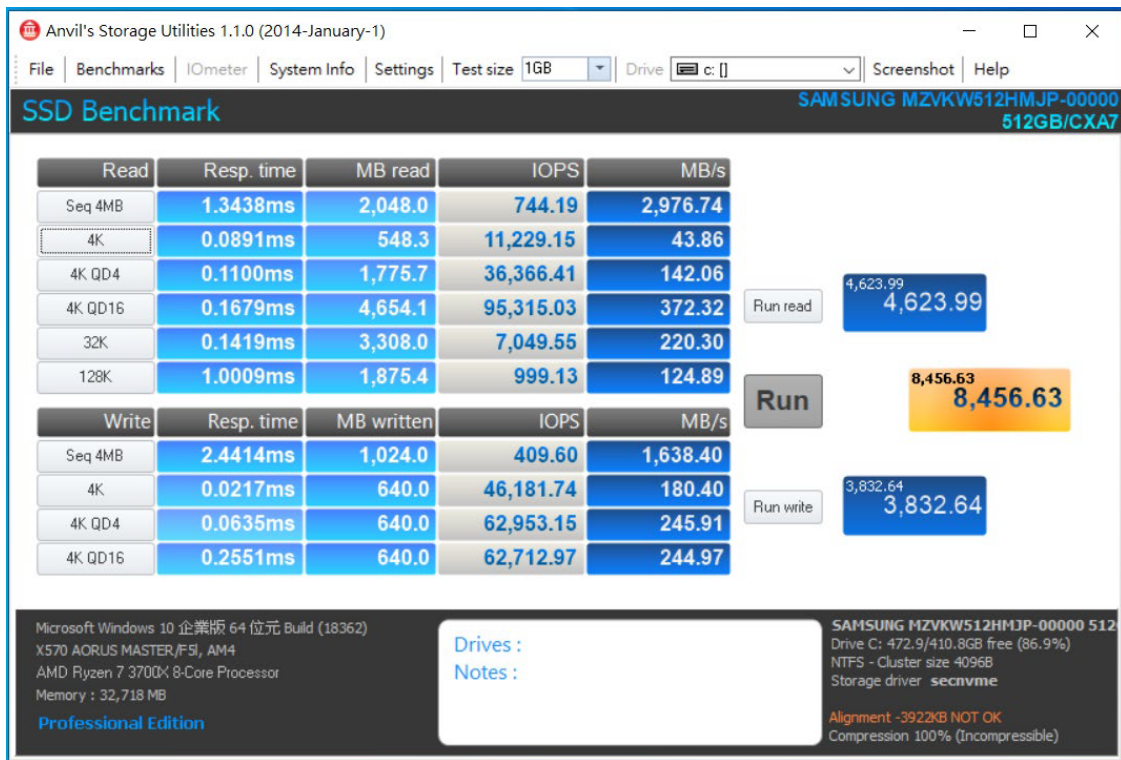 Anvil's Storage Utilities 1.1.0 (2014-January-1)
File Benchmarks IOmeter System Info Settings Test size 1GB Drive c: [] Screenshot Help
SSD Benchmark
SAMSUNG MZVKW512HMJP-00000
512GB/CXA7
Read Resp. time MB read IOPS MB/s
Seq 4MB 1.3438ms 2,048.0 744.19 2,976.74
4K 0.0891ms 548.3 11,229.15 43.86
4K QD4 0.1100ms 1,775.7 36,366.41 142.06
4K QD16 0.1679ms 4,654.1 95,315.03 372.32
32K 0.1419ms 3,308.0 7,049.55 220.30
128K 1.0009ms 1,875.4 999.13 124.89
Run read
4,623.99
4,623.99
Run
8,456.63
8,456.63
Write Resp. time MB written IOPS MB/s
Seq 4MB 2.4414ms 1,024.0 409.60 1,638.40
4K 0.0217ms 640.0 46,181.74 180.40
4K QD4 0.0635ms 640.0 62,953.15 245.91
4K QD16 0.2551ms 640.0 62,712.97 244.97
Run write
3,832.64
3,832.64
Microsoft Windows 10 企業版 64 位元 Build (18362)
X570 AORUS MASTER/F5l, AM4
AMD Ryzen 7 3700X 8-Core Processor
Memory : 32,718 MB
Professional Edition
Drives :
Notes :
SAMSUNG MZVKW512HMJP-00000 512
Drive C: 472.9/410.8GB free (86.9%)
NTFS - Cluster size 4096B
Storage driver secnvme
Alignment -3922KB NOT OK
Compression 100% (Incompressible)